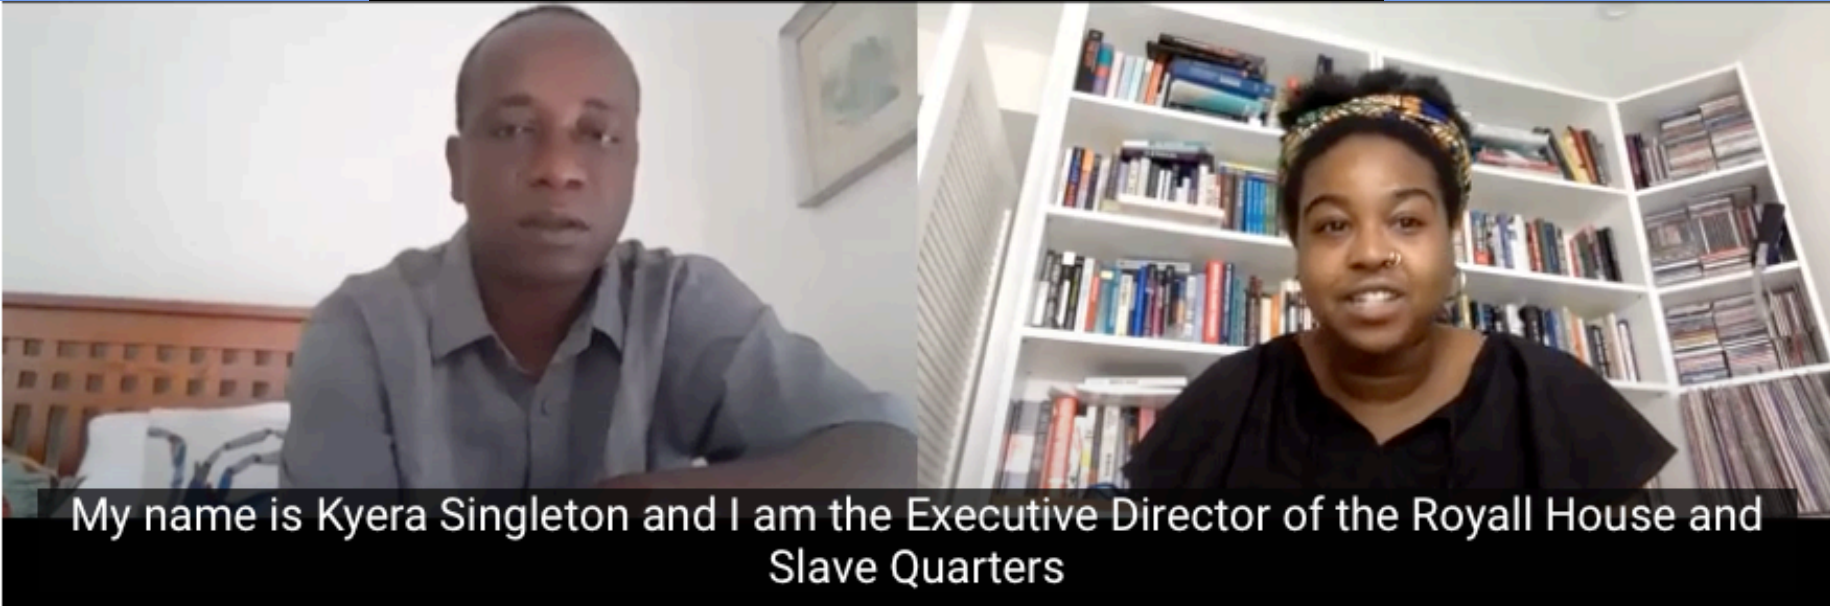 My name is Kyera Singleton and I am the Executive Director of the Royall House and
Slave Quarters